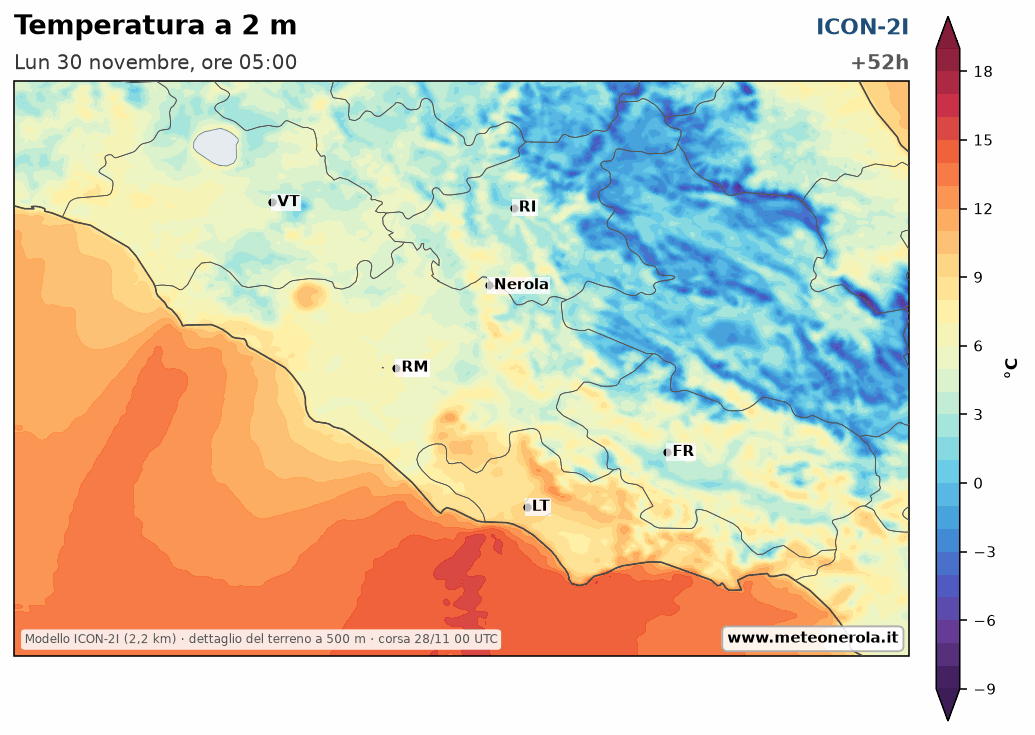 Temperatura a 2 m
ICON-2I
Lun 30 novembre, ore 05:00
+52h
VT
RI
Nerola
RM
FR
LT
Modello ICON-2I (2,2 km) · dettaglio del terreno a 500 m · corsa 28/11 00 UTC
www.meteonerola.it
18
15
12
9
6
3
0
−3
−6
−9
°C